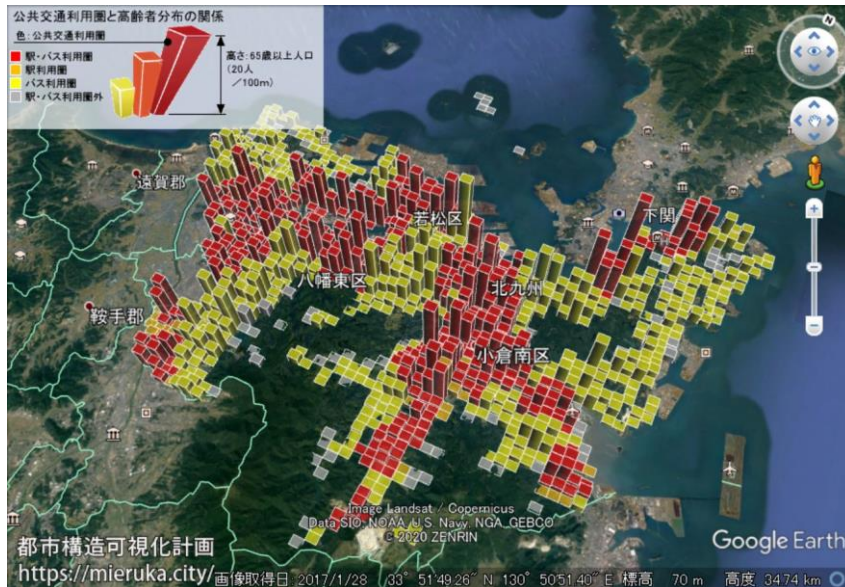 公共交通利用圏と高齢者分布の関係
色:公共交通利用圏
駅・バス利用圏
駅利用圏
バス利用圏
駅・バス利用圏外
高さ:65歳以上人口
(20人
/100m)
N
遠賀郡
若松区
下関
八幡東区
北九州
鞍手郡
小倉南区
Image Landsat / Copernicus
Data SIO, NOAA, U.S. Navy, NGA, GEBCO
© 2020 ZENRIN
Google Earth
都市構造可視化計画
https://mieruka.city/
画像取得日 2017/1/28 33° 51'49.26" N 130° 50'51.40" E 標高 70 m 高度 34.74 km